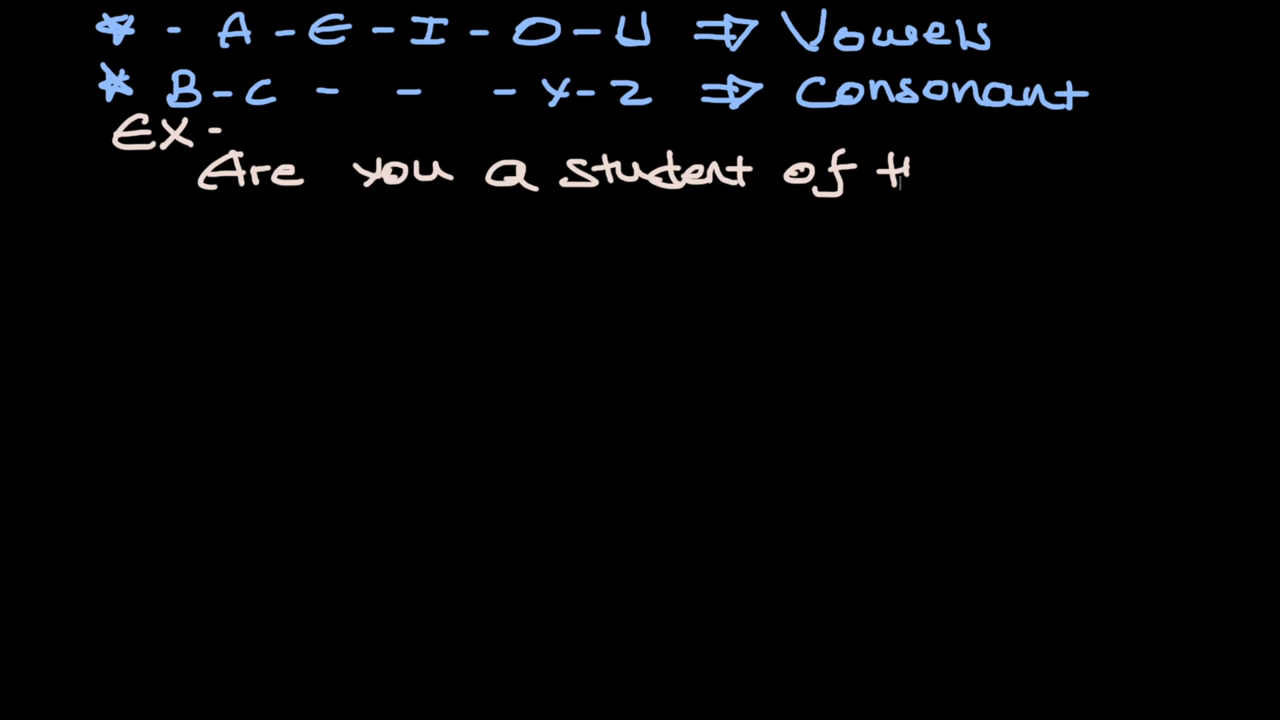 * - A - E - I - O - U ⇒ Vowels
* B - C - - - Y - Z ⇒ Consonant
EX -
Are you a student of